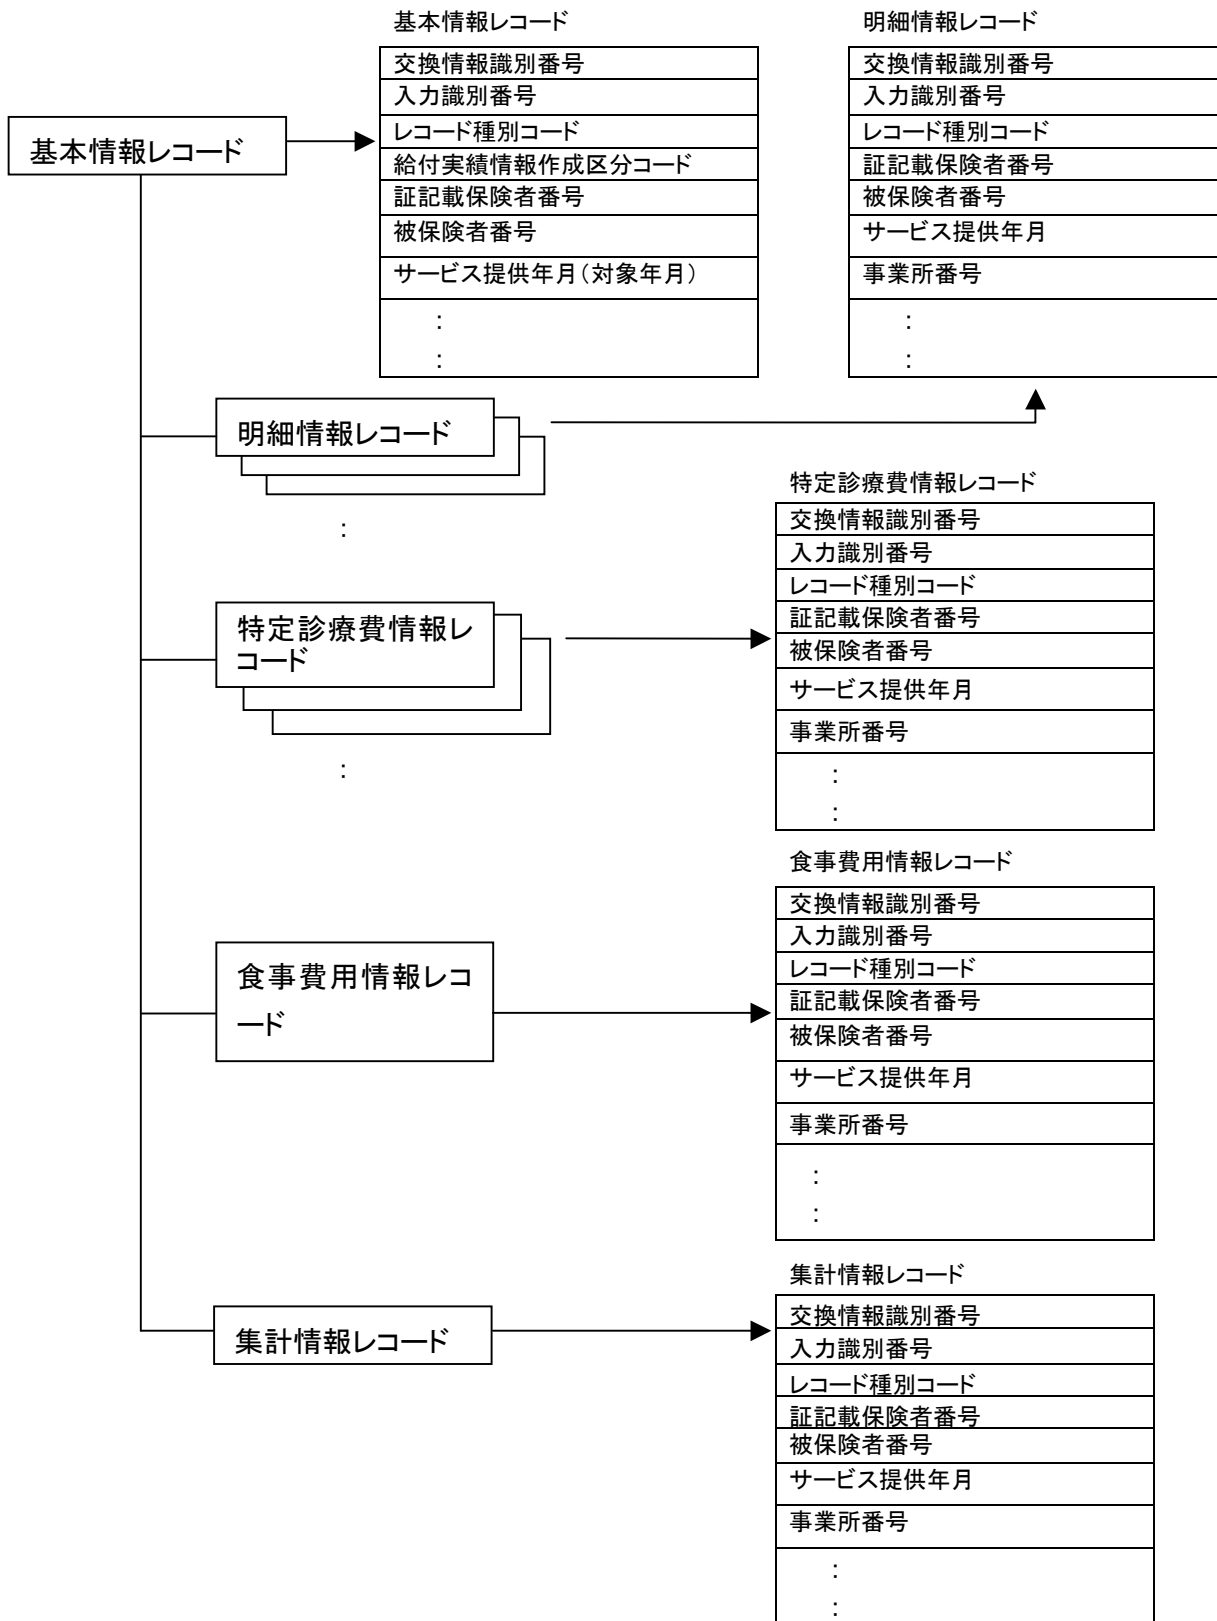 基本情報レコード
基本情報レコード
交換情報識別番号
入力識別番号
レコード種別コード
給付実績情報作成区分コード
証記載保険者番号
被保険者番号
サービス提供年月(対象年月)
:
:
明細情報レコード
交換情報識別番号
入力識別番号
レコード種別コード
証記載保険者番号
被保険者番号
サービス提供年月
事業所番号
:
:
明細情報レコード
:
特定診療費情報レ
コード
:
特定診療費情報レコード
交換情報識別番号
入力識別番号
レコード種別コード
証記載保険者番号
被保険者番号
サービス提供年月
事業所番号
:
:
食事費用情報レコ
ード
食事費用情報レコード
交換情報識別番号
入力識別番号
レコード種別コード
証記載保険者番号
被保険者番号
サービス提供年月
事業所番号
:
:
集計情報レコード
集計情報レコード
交換情報識別番号
入力識別番号
レコード種別コード
証記載保険者番号
被保険者番号
サービス提供年月
事業所番号
:
: